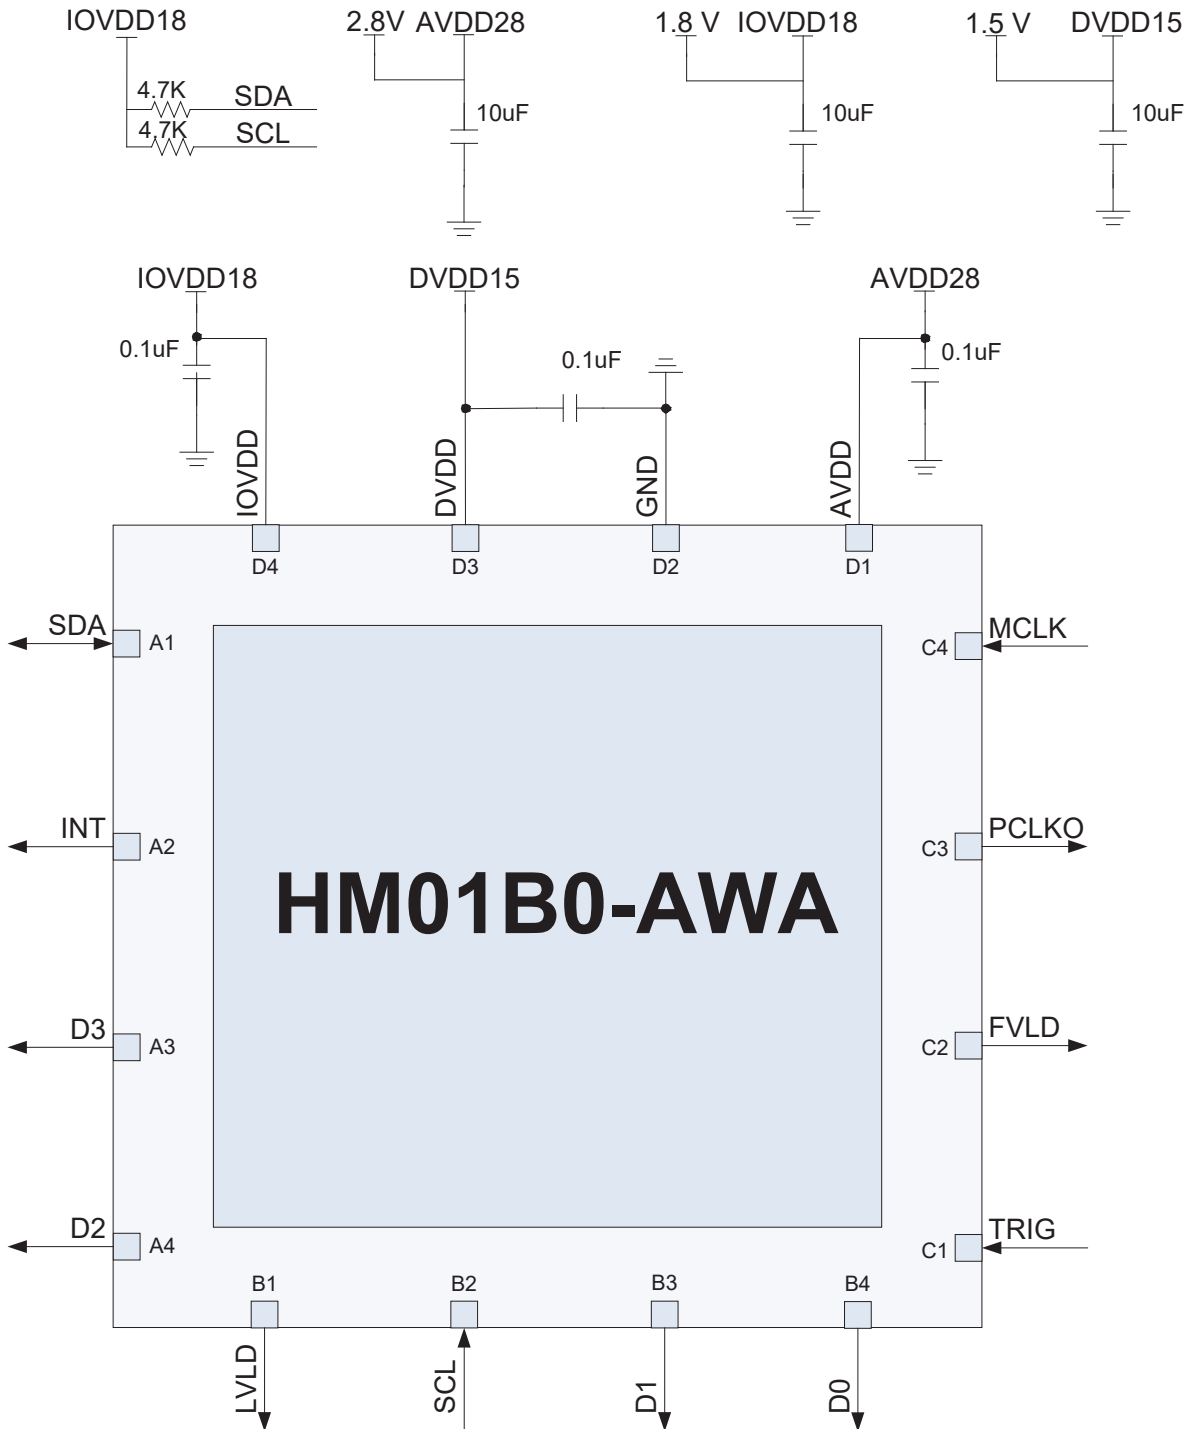 IOVDD18
2.8V AVDD28
1.8 V IOVDD18
1.5 V DVDD15
4.7K SDA
4.7K SCL
10uF
10uF
10uF
IOVDD18
DVDD15
AVDD28
0.1uF
0.1uF
0.1uF
IOVDD
DVDD
GND
AVDD
D4
D3
D2
D1
SDA
A1
C4
MCLK
INT
A2
C3
PCLKO
HM01B0-AWA
D3
A3
C2
FVLD
D2
A4
C1
TRIG
B1
B2
B3
B4
LVLD
SCL
D1
D0